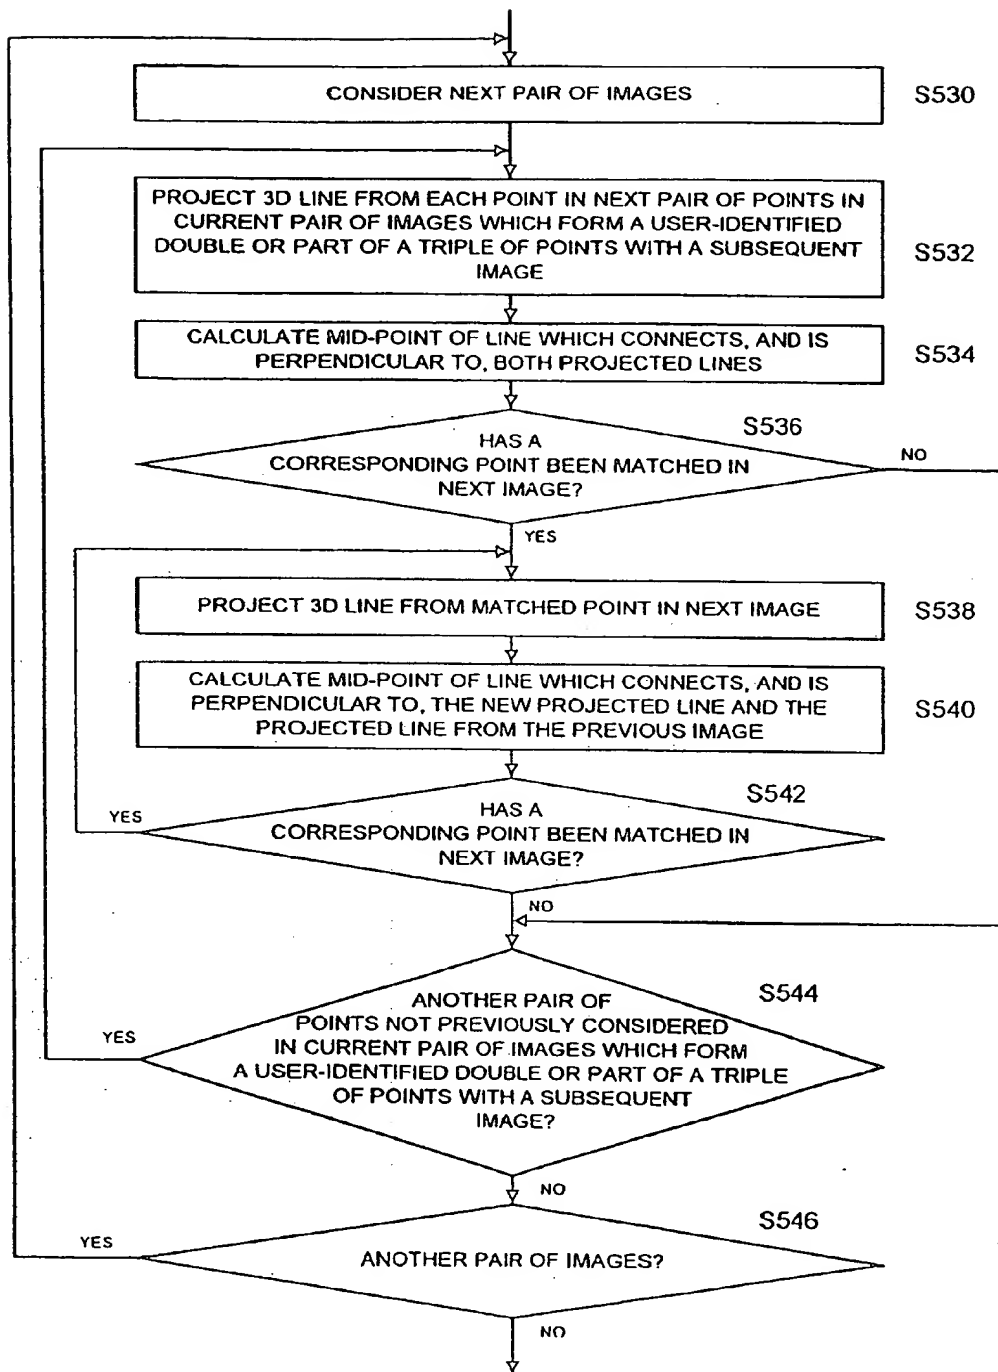 CONSIDER NEXT PAIR OF IMAGES
S530
PROJECT 3D LINE FROM EACH POINT IN NEXT PAIR OF POINTS IN
CURRENT PAIR OF IMAGES WHICH FORM A USER-IDENTIFIED
DOUBLE OR PART OF A TRIPLE OF POINTS WITH A SUBSEQUENT
IMAGE
S532
CALCULATE MID-POINT OF LINE WHICH CONNECTS, AND IS
PERPENDICULAR TO, BOTH PROJECTED LINES
S534
S536
HAS A
CORRESPONDING POINT BEEN MATCHED IN
NEXT IMAGE?
NO
YES
PROJECT 3D LINE FROM MATCHED POINT IN NEXT IMAGE
S538
CALCULATE MID-POINT OF LINE WHICH CONNECTS, AND IS
PERPENDICULAR TO, THE NEW PROJECTED LINE AND THE
PROJECTED LINE FROM THE PREVIOUS IMAGE
S540
S542
YES
HAS A
CORRESPONDING POINT BEEN MATCHED IN
NEXT IMAGE?
NO
S544
YES
ANOTHER PAIR OF
POINTS NOT PREVIOUSLY CONSIDERED
IN CURRENT PAIR OF IMAGES WHICH FORM
A USER-IDENTIFIED DOUBLE OR PART OF A TRIPLE
OF POINTS WITH A SUBSEQUENT
IMAGE?
NO
S546
YES
ANOTHER PAIR OF IMAGES?
NO